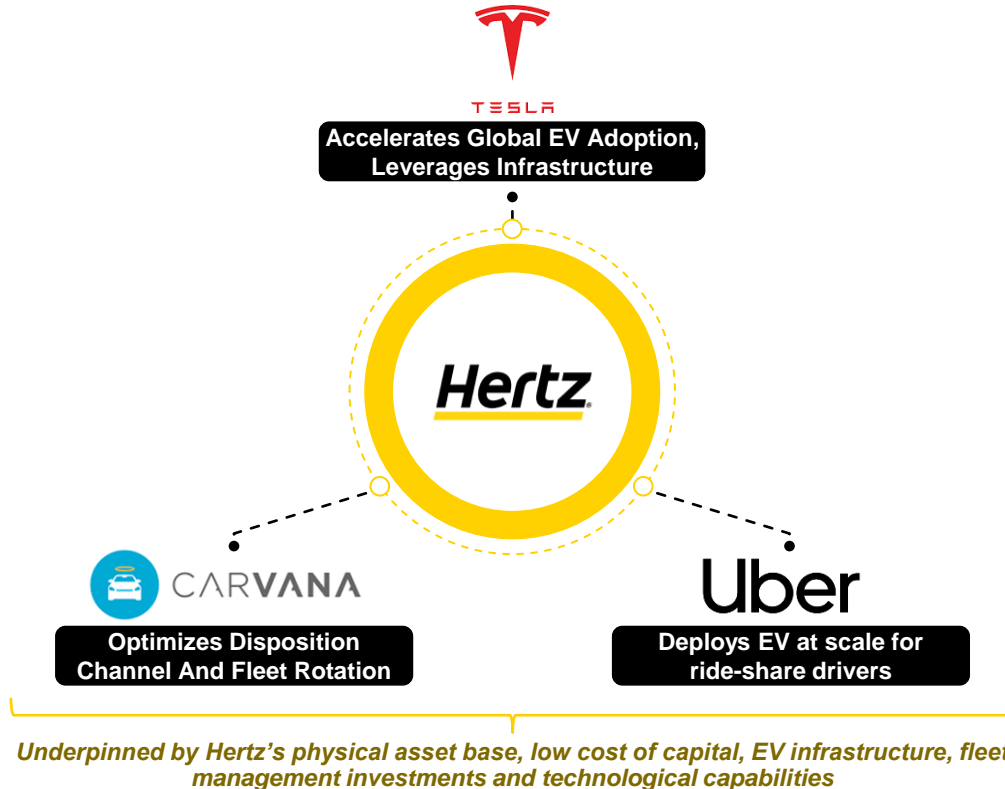 TESLA
Accelerates Global EV Adoption,
Leverages Infrastructure
Hertz
CARVANA
Optimizes Disposition
Channel And Fleet Rotation
Uber
Deploys EV at scale for
ride-share drivers
Underpinned by Hertz’s physical asset base, low cost of capital, EV infrastructure, fleet
management investments and technological capabilities